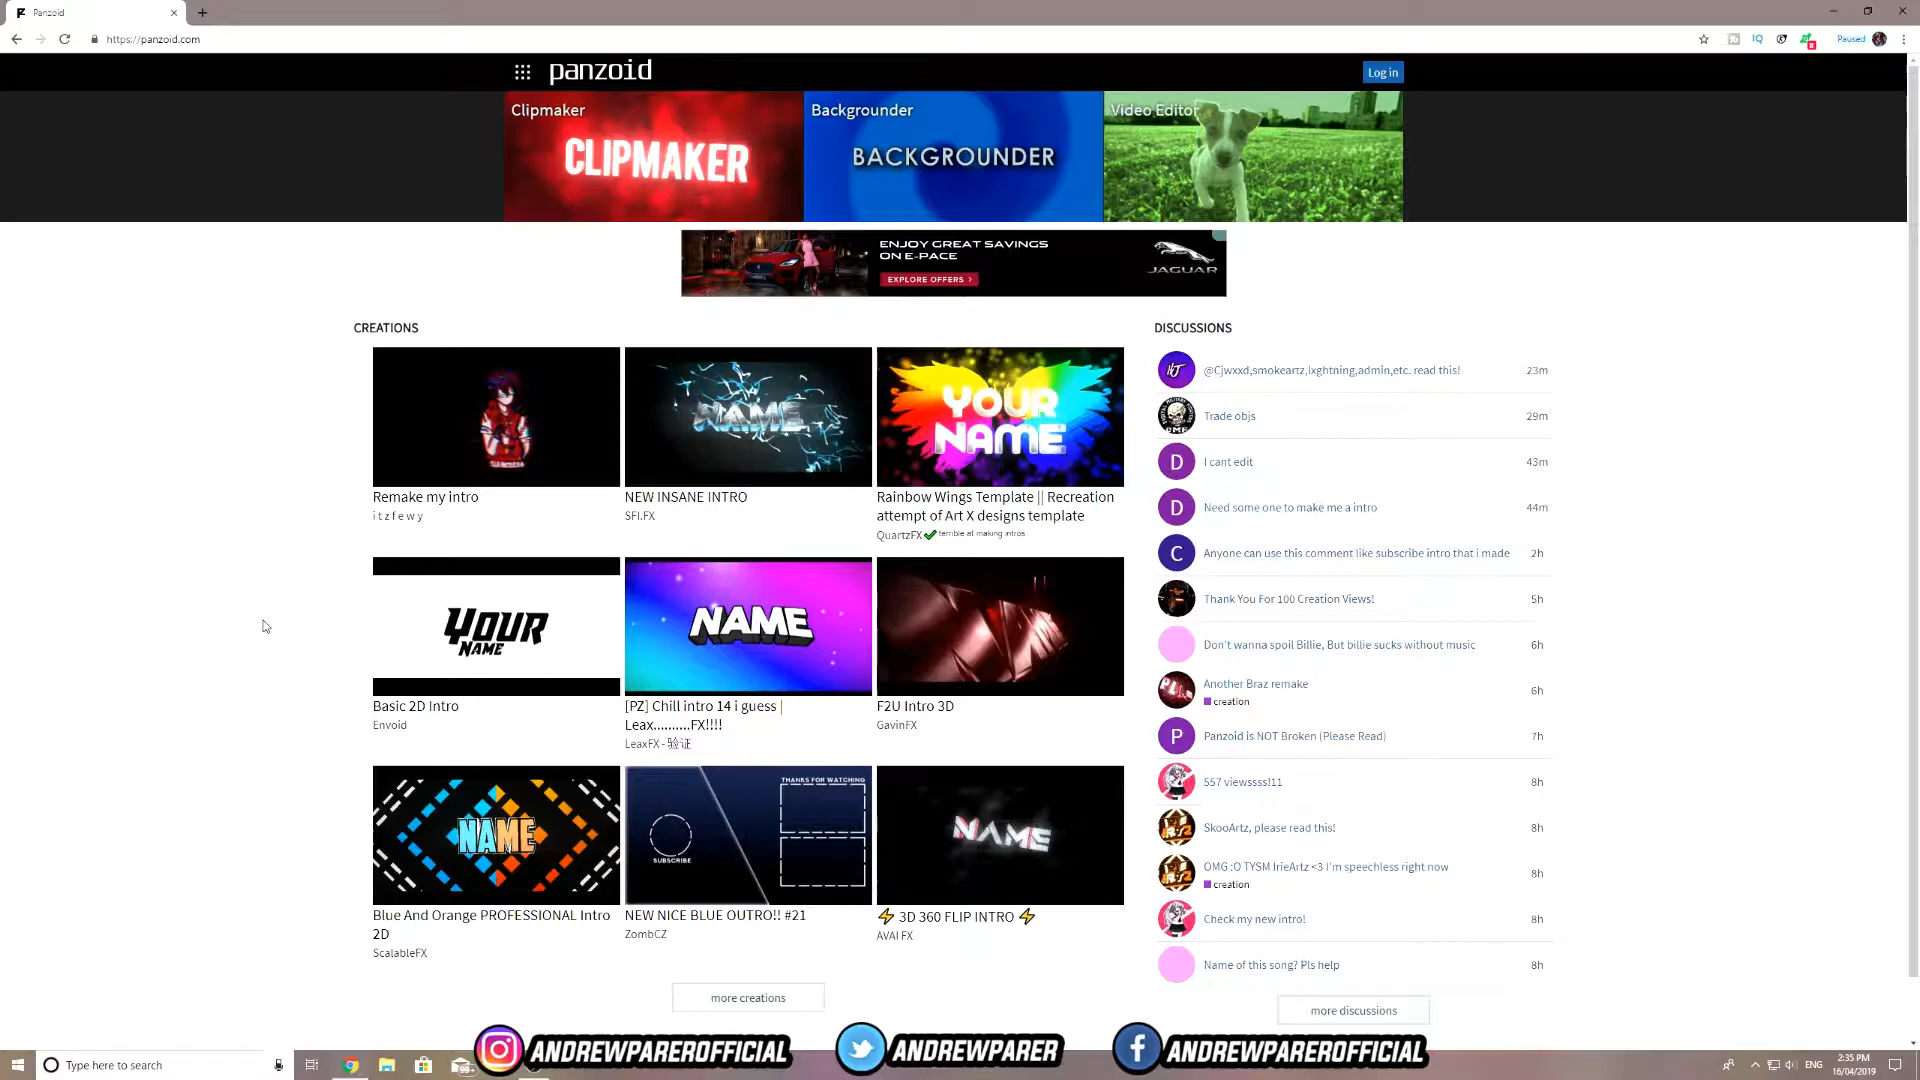 Panzoid
https://panzoid.com
IQ
8
Paused
panzoid
Log in
Clipmaker
CLIPMAKER
Backgrounder
BACKGROUNDER
Video Editor
ENJOY GREAT SAVINGS
ON E-PACE
EXPLORE OFFERS >
JAGUAR
CREATIONS
NAME
YOUR
NAME
Remake my intro
i t z f e w y
NEW INSANE INTRO
SFI.FX
Rainbow Wings Template || Recreation
attempt of Art X designs template
QuartzFX terrible at making intros
YOUR
NAME
NAME
Basic 2D Intro
Envoid
[PZ] Chill intro 14 i guess |
Leax..........FX!!!!
LeaxFX - 验证
F2U Intro 3D
GavinFX
NAME
THANKS FOR WATCHING
SUBSCRIBE
NAME
Blue And Orange PROFESSIONAL Intro
2D
ScalableFX
NEW NICE BLUE OUTRO!! #21
ZombCZ
⚡ 3D 360 FLIP INTRO ⚡
AVAI FX
more creations
DISCUSSIONS
@Cjwxxd,smokeartz,lxghtning,admin,etc. read this! 23m
Trade objs 29m
D I cant edit 43m
D Need some one to make me a intro 44m
C Anyone can use this comment like subscribe intro that i made 2h
Thank You For 100 Creation Views! 5h
Don't wanna spoil Billie, But billie sucks without music 6h
Another Braz remake 6h
creation
P Panzoid is NOT Broken (Please Read) 7h
557 viewssss!11 8h
SkooArtz, please read this! 8h
OMG :O TYSM IrieArtz <3 I'm speechless right now 8h
creation
Check my new intro! 8h
Name of this song? Pls help 8h
more discussions
ANDREWPAREROFFICIAL
ANDREWPARER
ANDREWPAREROFFICIAL
Type here to search
99+
ENG
2:35 PM
16/04/2019